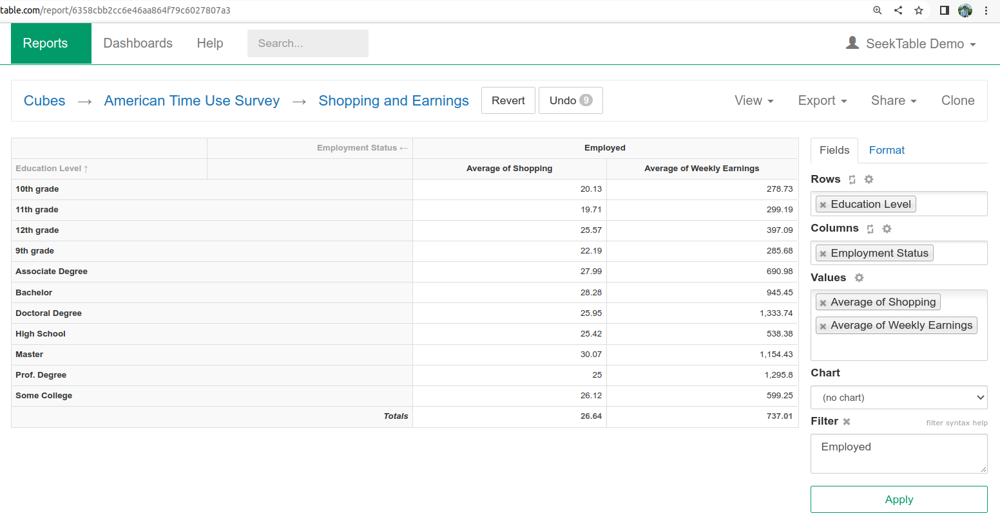 table.com/report/6358cbb2cc6e46aa864f79c6027807a3
Reports Dashboards Help Search... SeekTable Demo
Cubes → American Time Use Survey → Shopping and Earnings Revert Undo 9 View Export Share Clone
Employment Status ← Employed
Education Level ↑ Average of Shopping Average of Weekly Earnings
10th grade 20.13 278.73
11th grade 19.71 299.19
12th grade 25.57 397.09
9th grade 22.19 285.68
Associate Degree 27.99 690.98
Bachelor 28.28 945.45
Doctoral Degree 25.95 1,333.74
High School 25.42 538.38
Master 30.07 1,154.43
Prof. Degree 25 1,295.8
Some College 26.12 599.25
Totals 26.64 737.01
Fields Format
Rows
× Education Level
Columns
× Employment Status
Values
× Average of Shopping
× Average of Weekly Earnings
Chart
(no chart)
Filter × filter syntax help
Employed
Apply